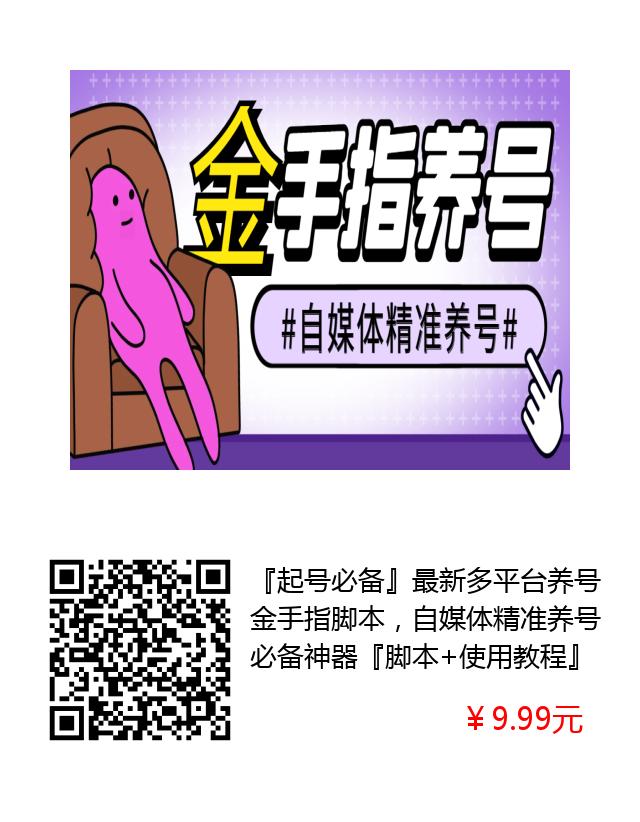 金手指养号
#自媒体精准养号#
『起号必备』最新多平台养号
金手指脚本，自媒体精准养号
必备神器『脚本+使用教程』
￥9.99元